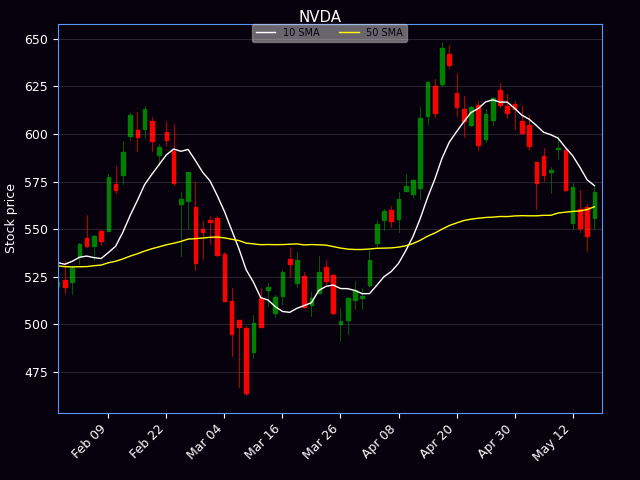 NVDA
10 SMA
50 SMA
Stock price
650
625
600
575
550
525
500
475
Feb 09
Feb 22
Mar 04
Mar 16
Mar 26
Apr 08
Apr 20
Apr 30
May 12